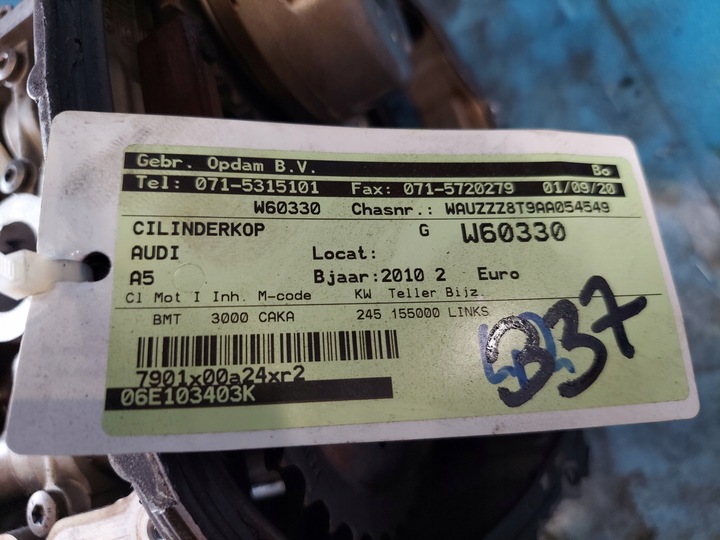 Gebr. Opdam B.V. Bo
Tel: 071-5315101 Fax: 071-5720279 01/09/20
W60330 Chasnr.: WAUZZZ8T9AA054549
CILINDERKOP G W60330
AUDI Locat:
A5 Bjaar:2010 2 Euro
Cl Mot I Inh. M-code KW Teller Bijz.
BMT 3000 CAKA 245 155000 LINKS
7901x00a24xr2
06E103403K
337